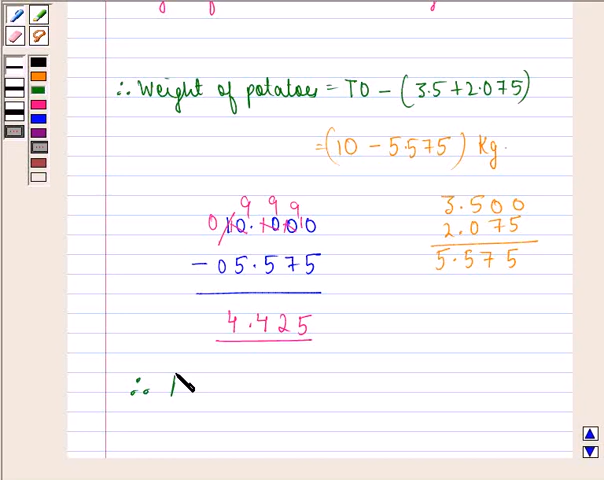 ∴ Weight of potatoes = 10 - (3.5 + 2.075)
= (10 - 5.575) Kg.
9 9 9
0 10.10010 3.500
- 05.575 2.075
5.575
4.425
∴